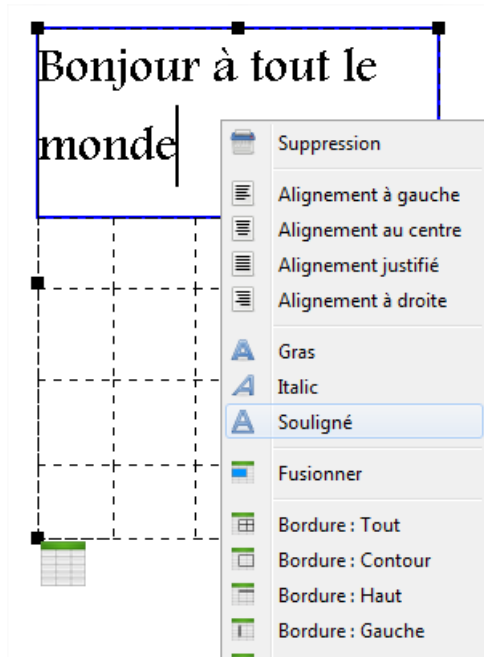 Bonjour à tout le
monde
Suppression
Alignement à gauche
Alignement au centre
Alignement justifié
Alignement à droite
Gras
Italic
Souligné
Fusionner
Bordure : Tout
Bordure : Contour
Bordure : Haut
Bordure : Gauche